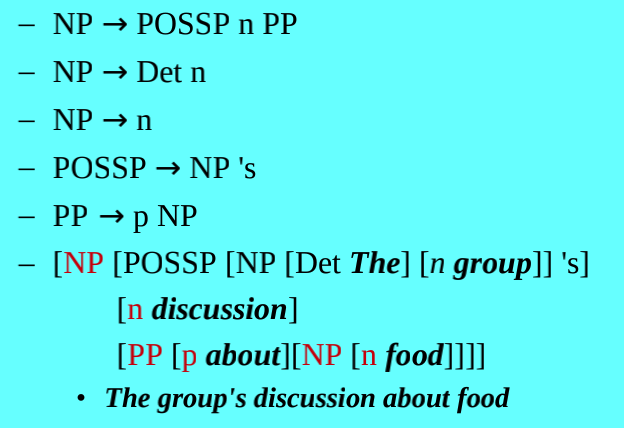 – NP → POSSP n PP
– NP → Det n
– NP → n
– POSSP → NP 's
– PP → p NP
– [NP [POSSP [NP [Det The] [n group]] 's]
[n discussion]
[PP [p about][NP [n food]]]]
• The group's discussion about food